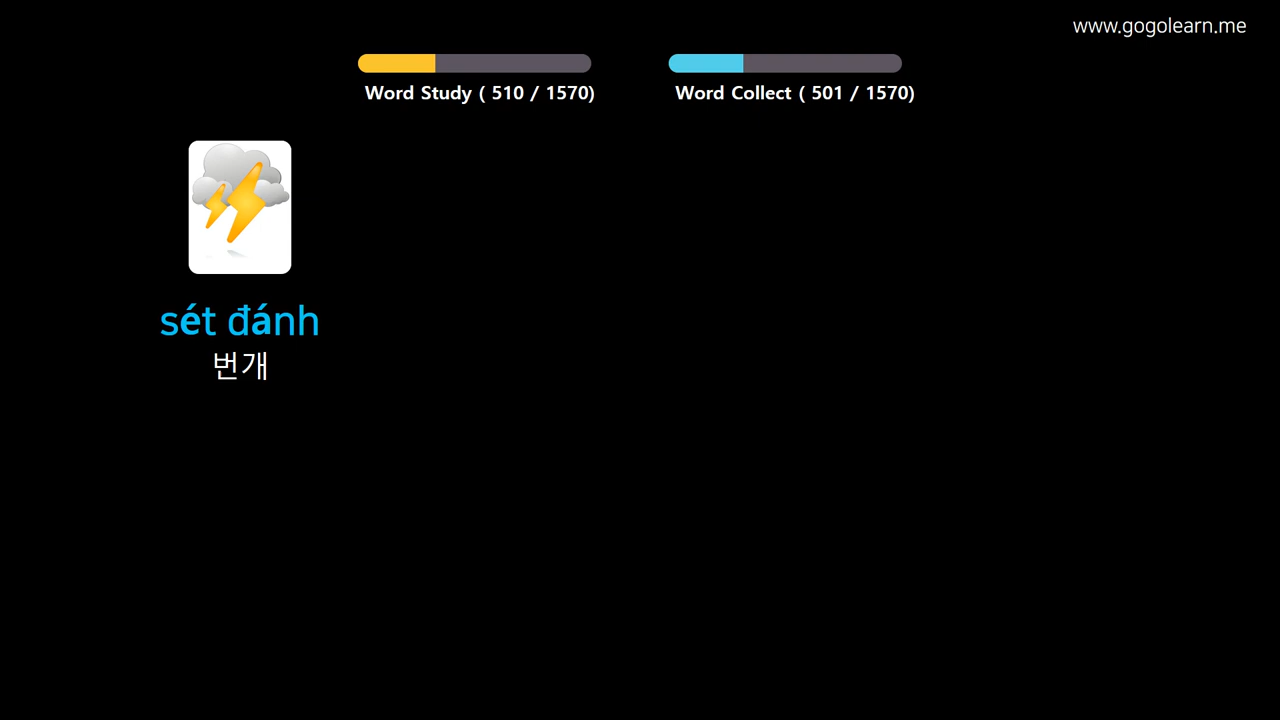 www.gogolearn.me
Word Study ( 510 / 1570)
Word Collect ( 501 / 1570)
sét đánh
번개